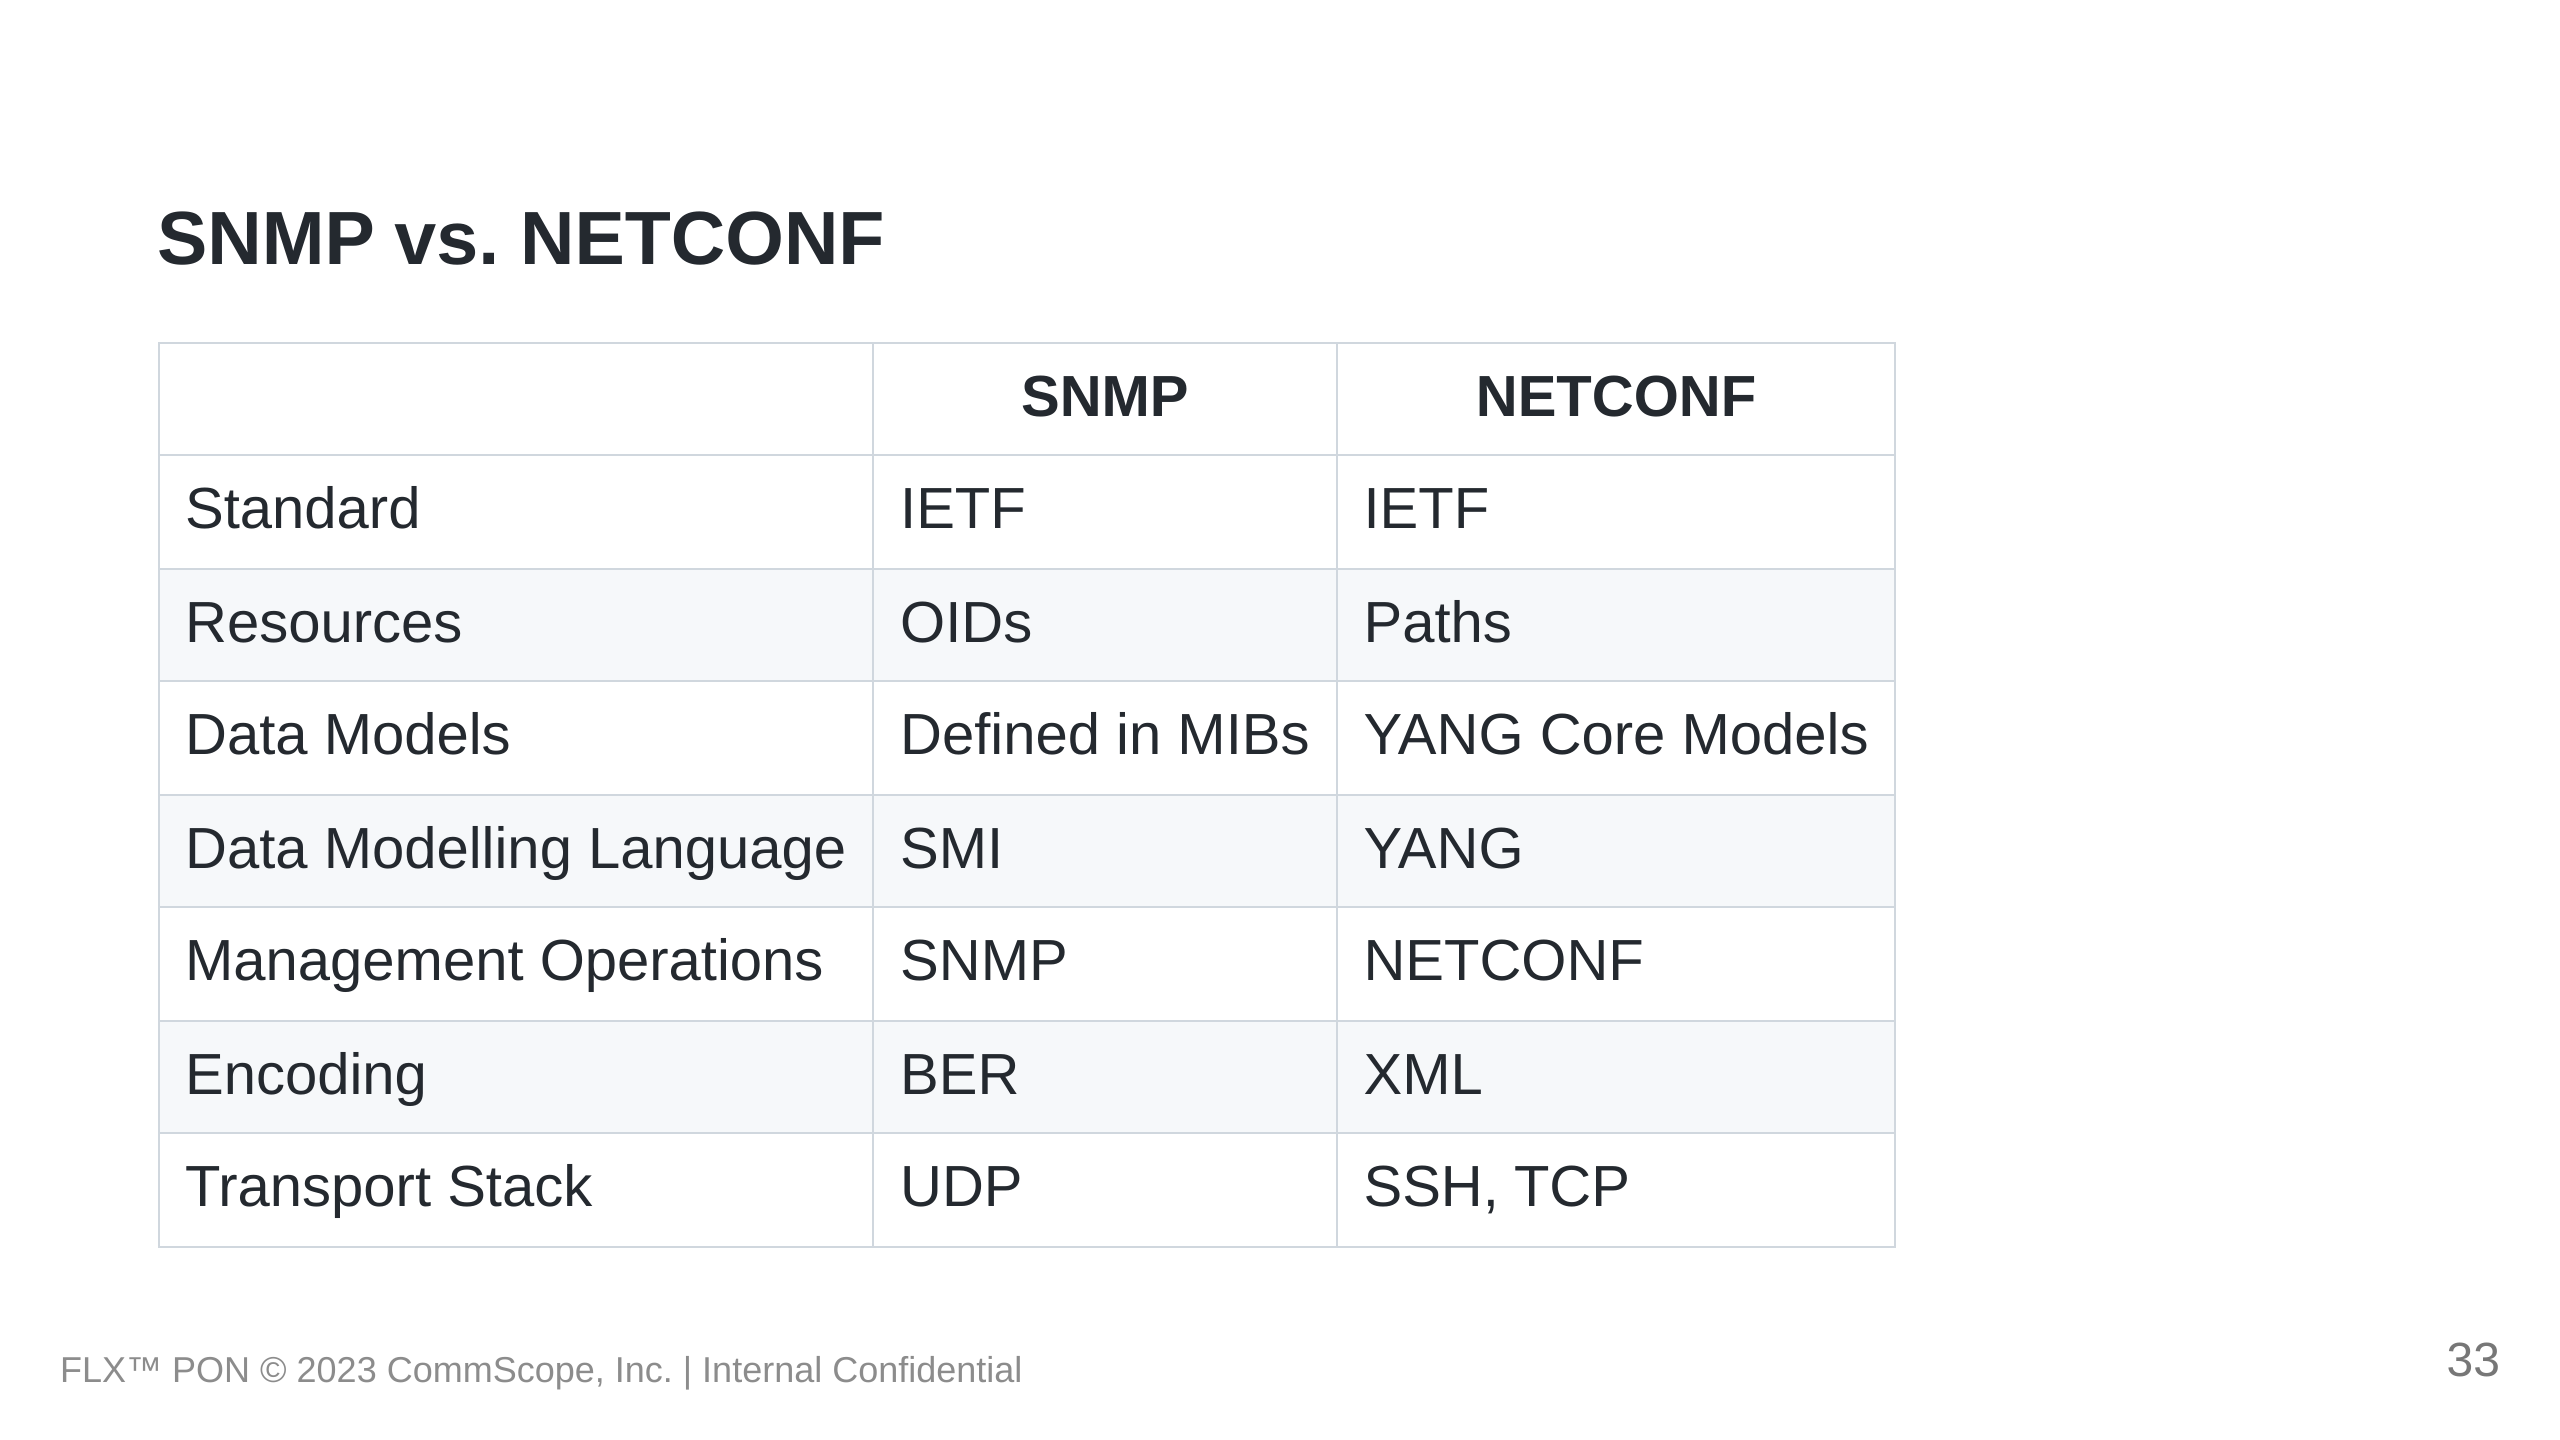 SNMP vs. NETCONF
SNMP NETCONF
Standard IETF IETF
Resources OIDs Paths
Data Models Defined in MIBs YANG Core Models
Data Modelling Language SMI YANG
Management Operations SNMP NETCONF
Encoding BER XML
Transport Stack UDP SSH, TCP
FLX™ PON © 2023 CommScope, Inc. | Internal Confidential 33